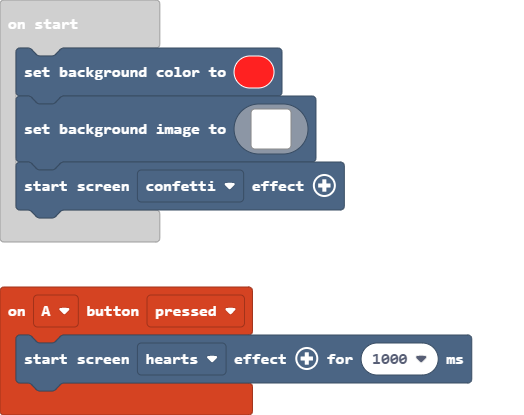 on start
set background color to
set background image to
start screen confetti effect
on A button pressed
start screen hearts effect for 1000 ms